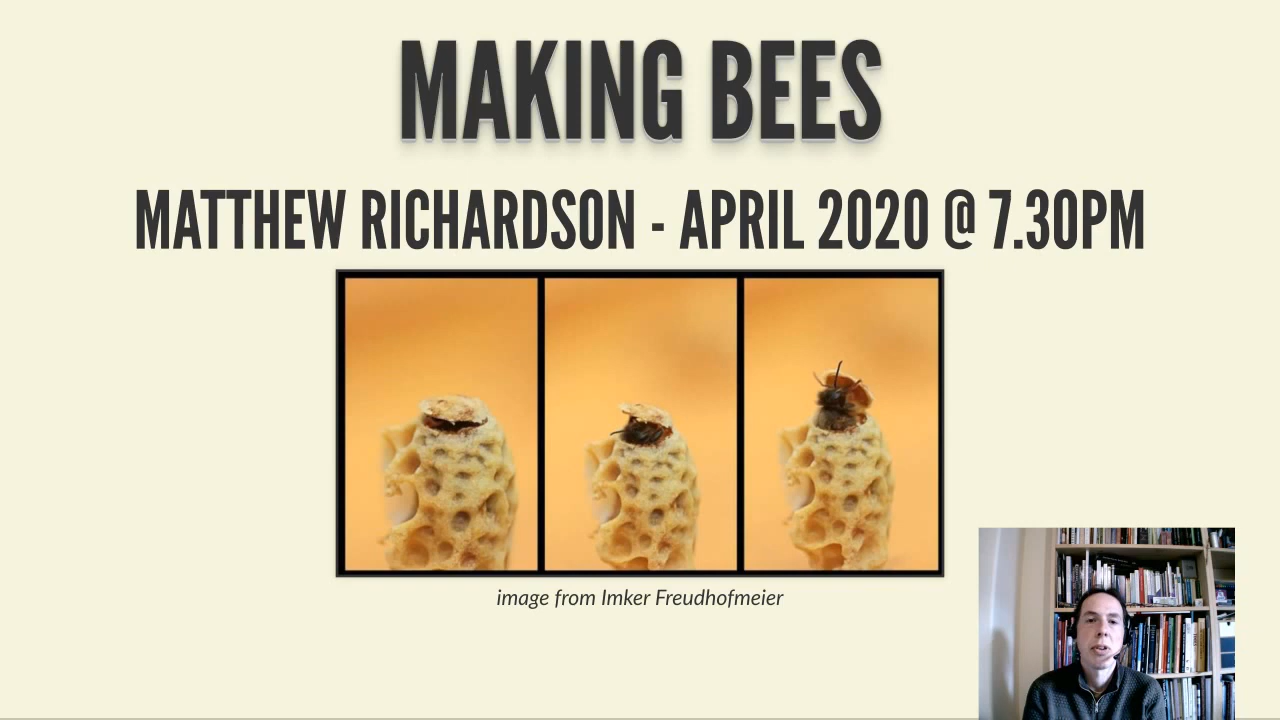 MAKING BEES
MATTHEW RICHARDSON - APRIL 2020 @ 7.30PM
image from Imker Freudhofmeier